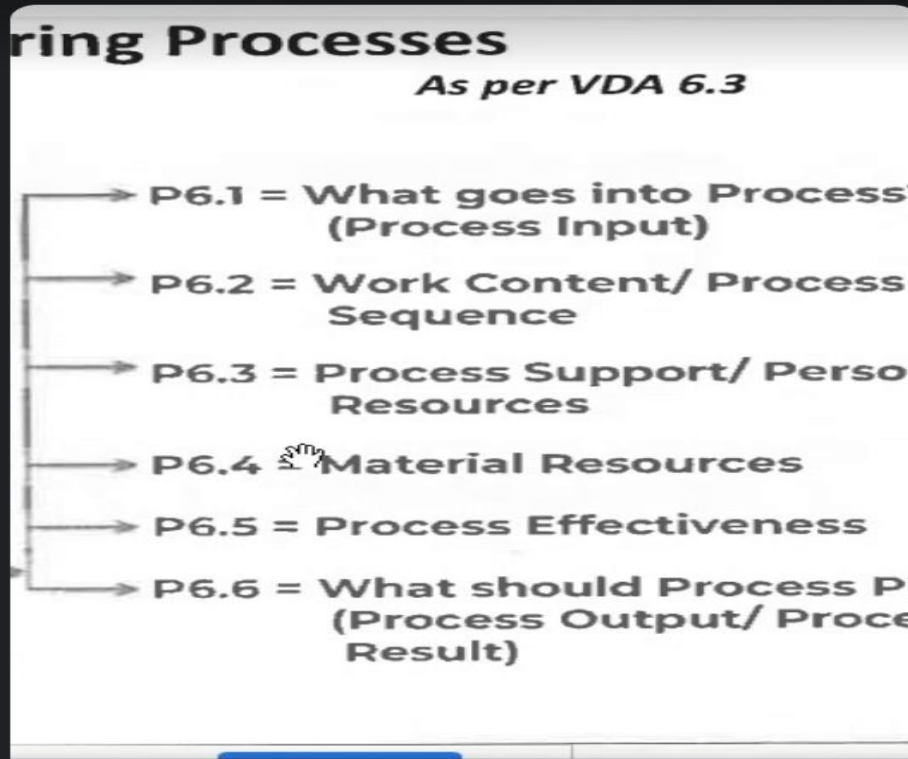 ring Processes
As per VDA 6.3
P6.1 = What goes into Process
(Process Input)
P6.2 = Work Content/ Process
Sequence
P6.3 = Process Support/ Perso
Resources
P6.4 = Material Resources
P6.5 = Process Effectiveness
P6.6 = What should Process P
(Process Output/ Proce
Result)